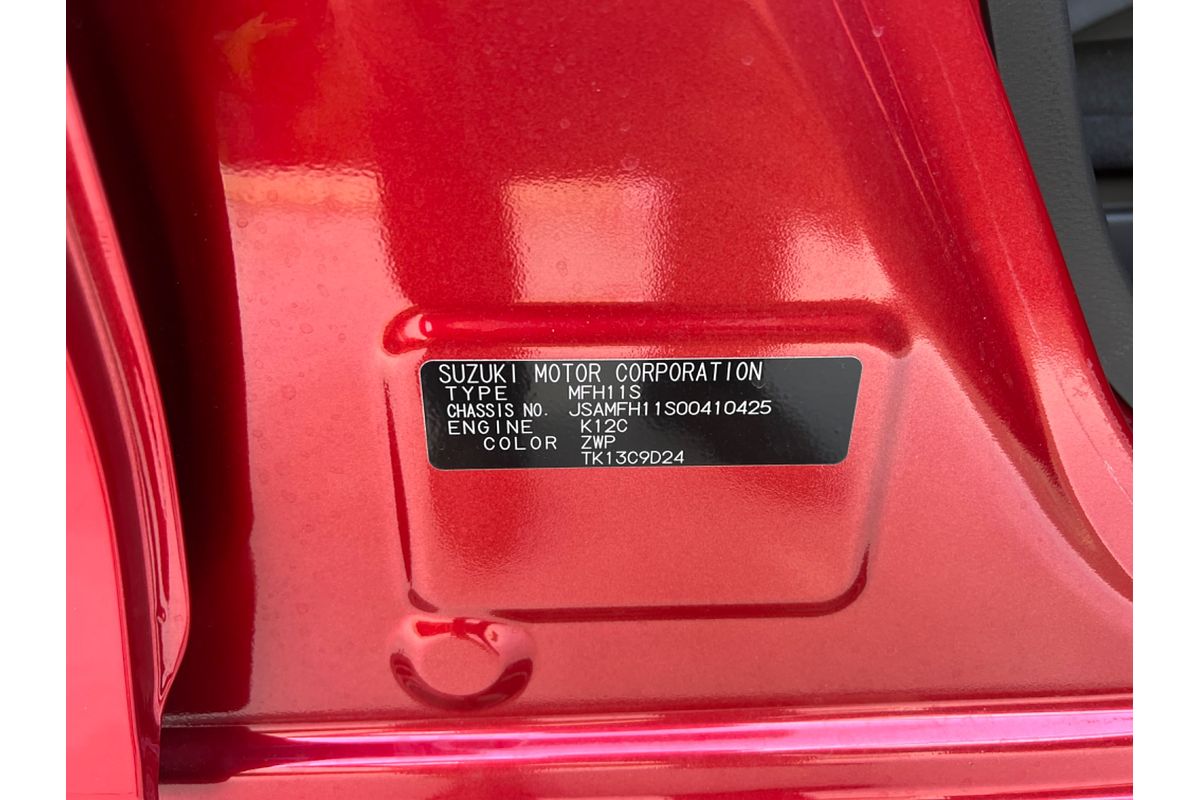 SUZUKI MOTOR CORPORATION
TYPE MFH11S
CHASSIS NO. JSAMFH11S00410425
ENGINE K12C
COLOR ZWP
TK13C9D24